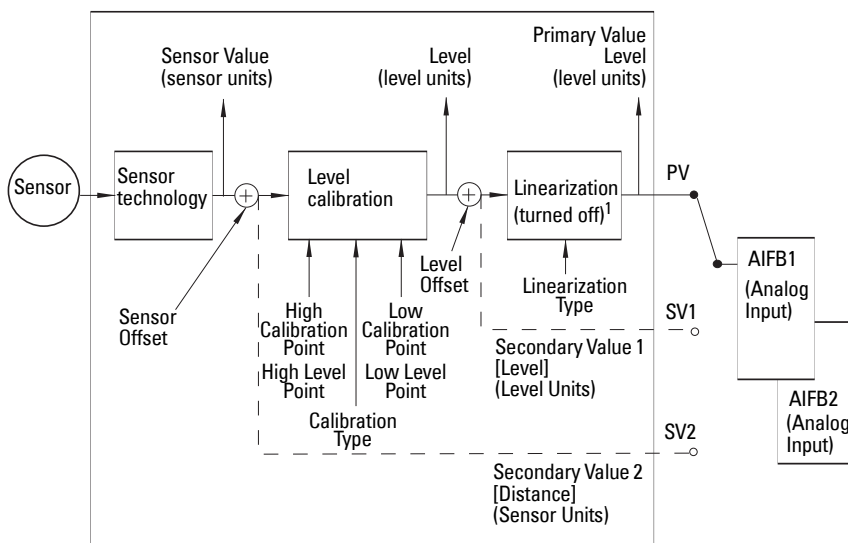 Sensor Value
(sensor units)
Level
(level units)
Primary Value
Level
(level units)
Sensor
Sensor
technology
+
Level
calibration
+
Linearization
(turned off)1
PV
AIFB1
(Analog
Input)
Sensor
Offset
High
Calibration
Point
High Level
Point
Low
Calibration
Point
Low Level
Point
Calibration
Type
Level
Offset
Linearization
Type
SV1
Secondary Value 1
[Level]
(Level Units)
AIFB2
(Analog
Input)
SV2
Secondary Value 2
[Distance]
(Sensor Units)